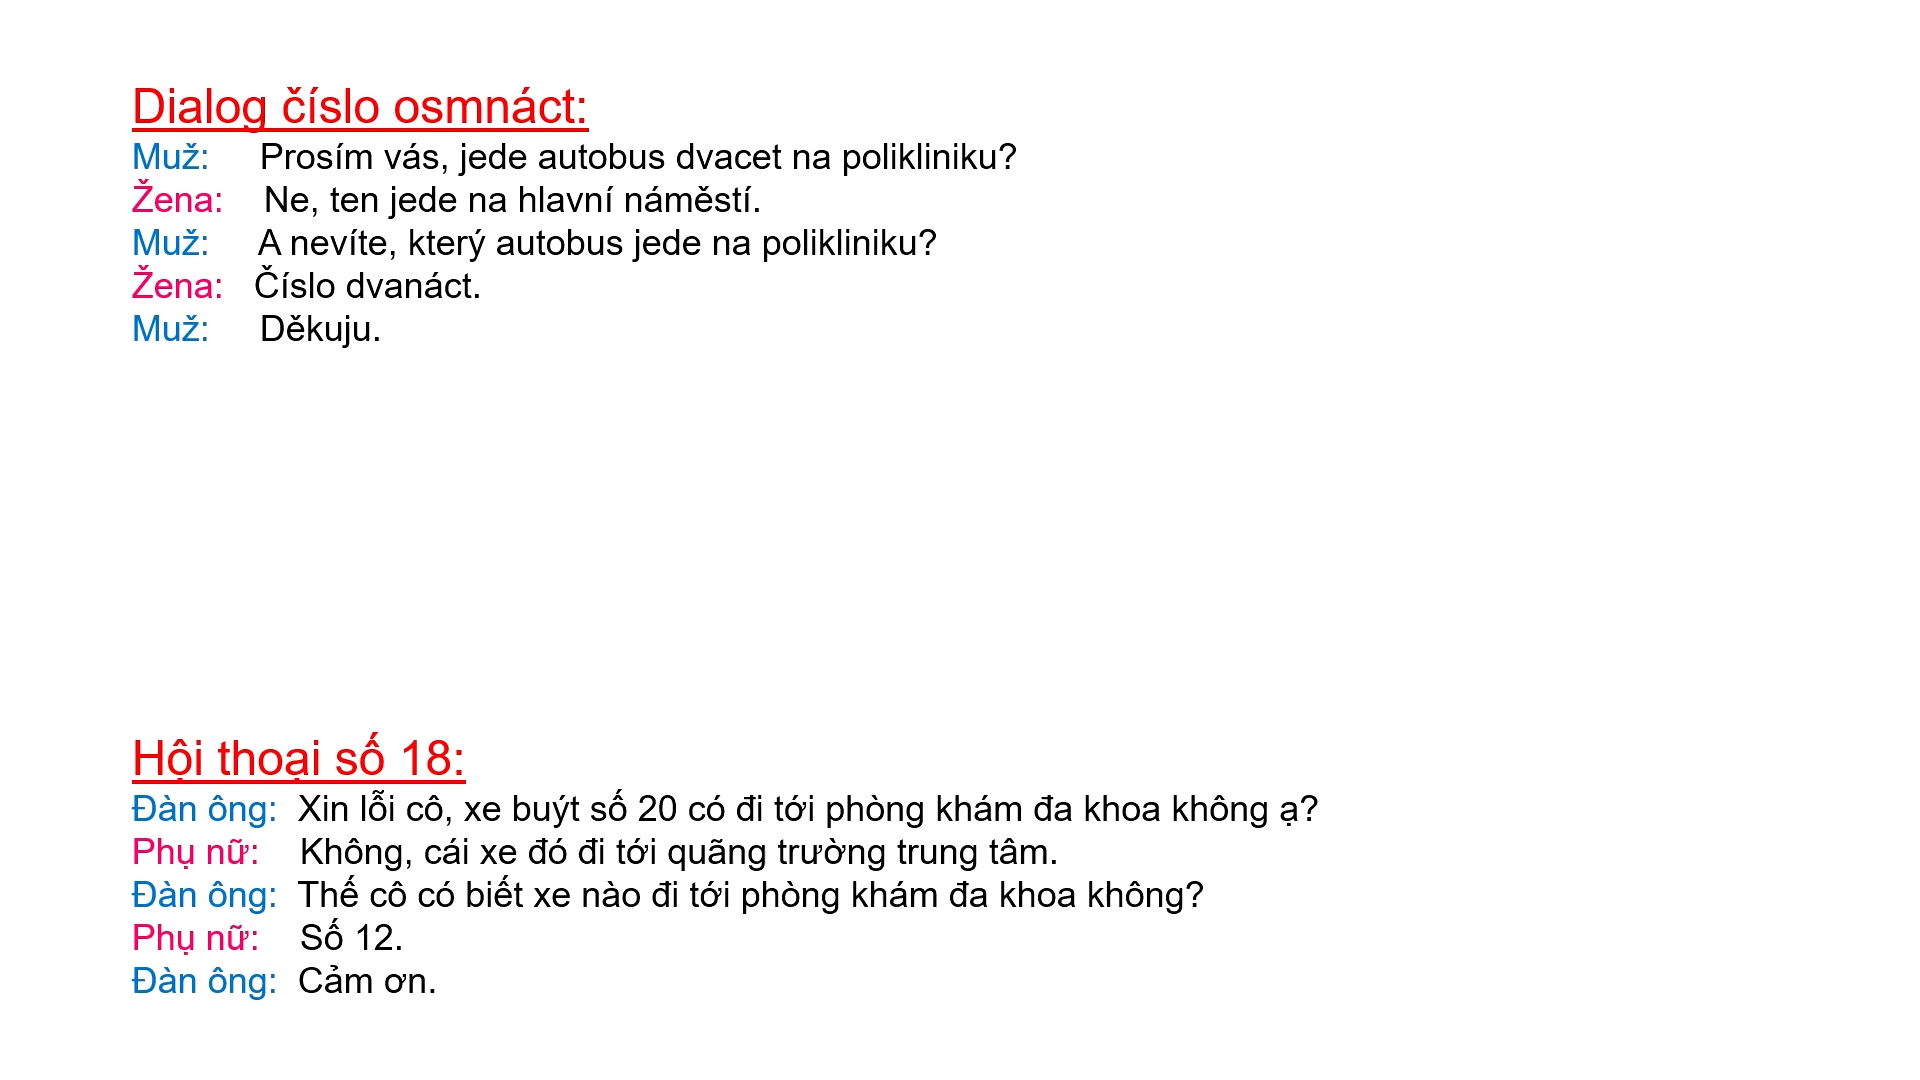 Dialog číslo osmnáct:
Muž: Prosím vás, jede autobus dvacet na polikliniku?
Žena: Ne, ten jede na hlavní náměstí.
Muž: A nevíte, který autobus jede na polikliniku?
Žena: Číslo dvanáct.
Muž: Děkuju.
Hội thoại số 18:
Đàn ông: Xin lỗi cô, xe buýt số 20 có đi tới phòng khám đa khoa không ạ?
Phụ nữ: Không, cái xe đó đi tới quãng trường trung tâm.
Đàn ông: Thế cô có biết xe nào đi tới phòng khám đa khoa không?
Phụ nữ: Số 12.
Đàn ông: Cảm ơn.